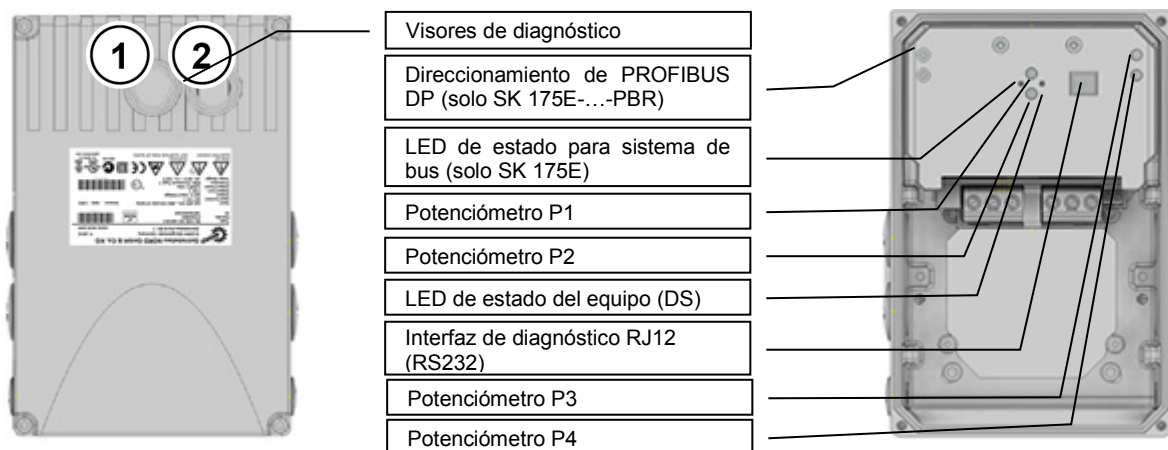 1
2
Visores de diagnóstico
Direccionamiento de PROFIBUS
DP (solo SK 175E-…-PBR)
LED de estado para sistema de
bus (solo SK 175E)
Potenciómetro P1
Potenciómetro P2
LED de estado del equipo (DS)
Interfaz de diagnóstico RJ12
(RS232)
Potenciómetro P3
Potenciómetro P4